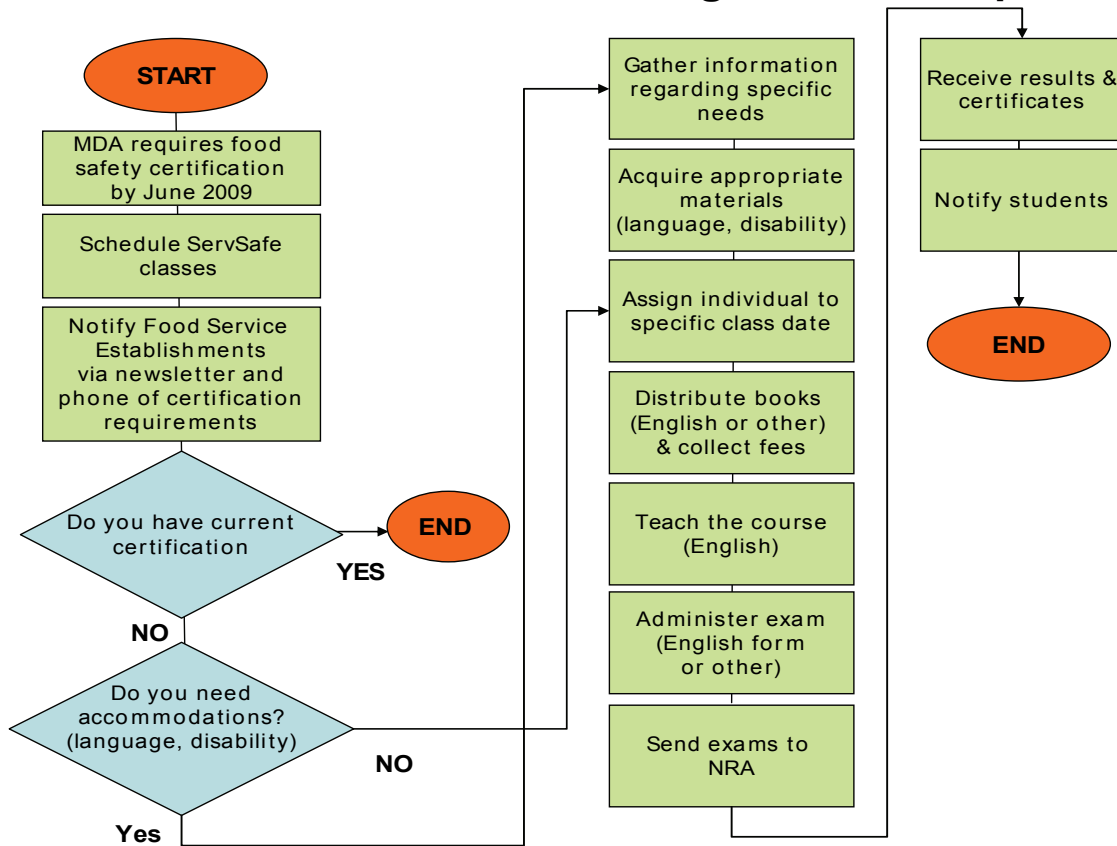 START
MDA requires food
safety certification
by June 2009
Schedule ServSafe
classes
Notify Food Service
Establishments
via newsletter and
phone of certification
requirements
Do you have current
certification
END
YES
NO
Do you need
accommodations?
(language, disability)
NO
Yes
Gather information
regarding specific
needs
Acquire appropriate
materials
(language, disability)
Assign individual to
specific class date
Distribute books
(English or other)
& collect fees
Teach the course
(English)
Administer exam
(English form
or other)
Send exams to
NRA
Receive results &
certificates
Notify students
END